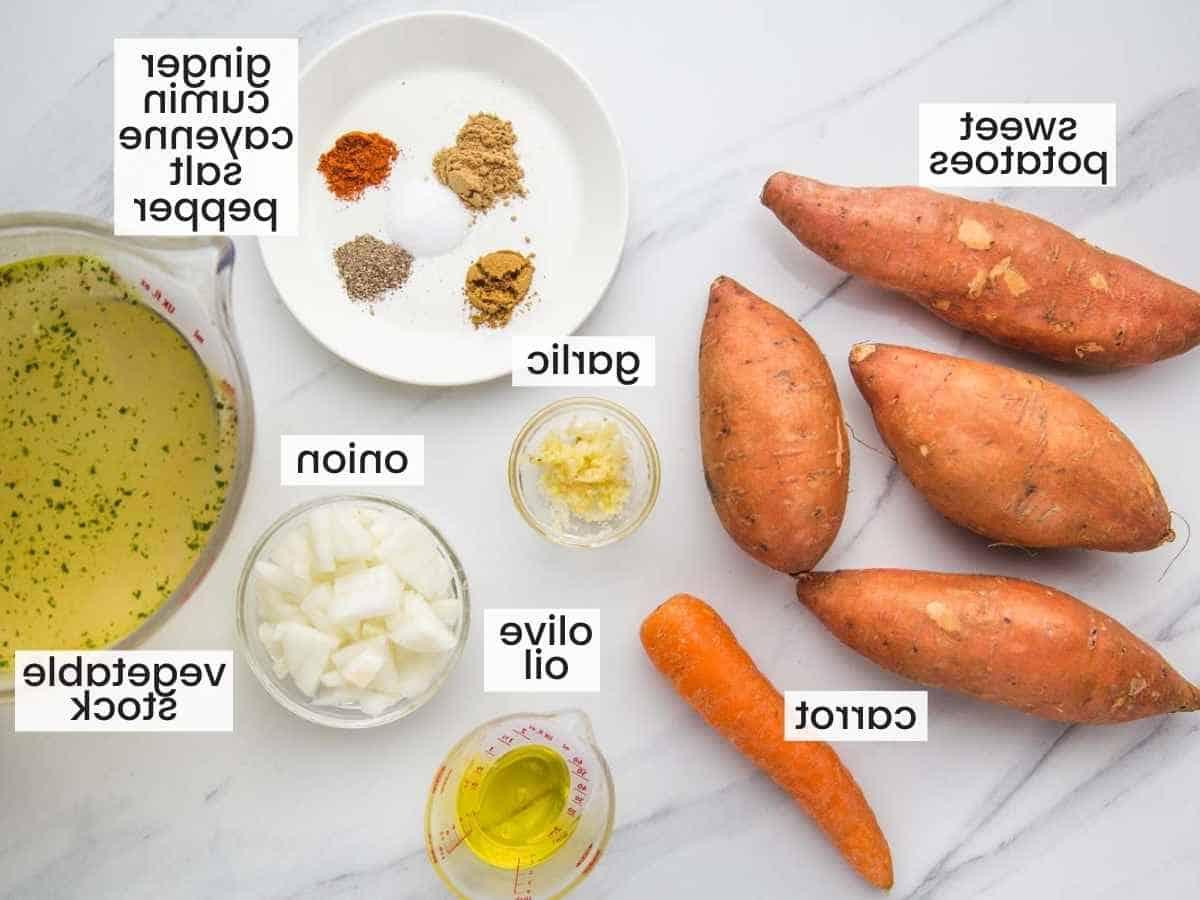 ginger
cumin
cayenne
salt
pepper
sweet
potatoes
garlic
onion
olive
oil
vegetable
stock
carrot